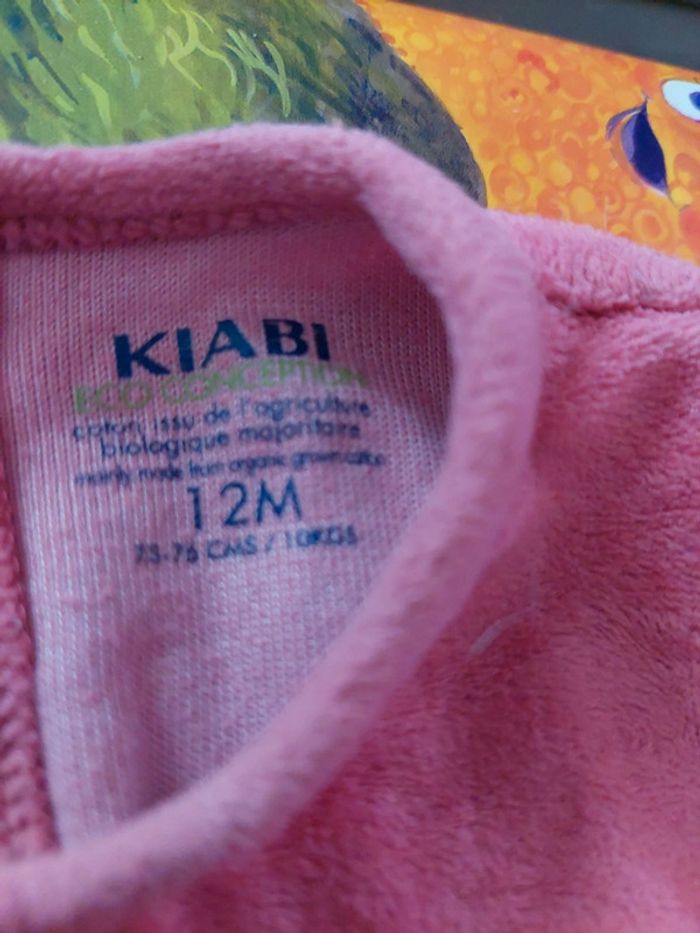 KIABI
ECO CONCEPTION
coton issu de l'agriculture
biologique majoritaire
mainly made from organic grown cotton
12M
73-76 CMS / 10KGS